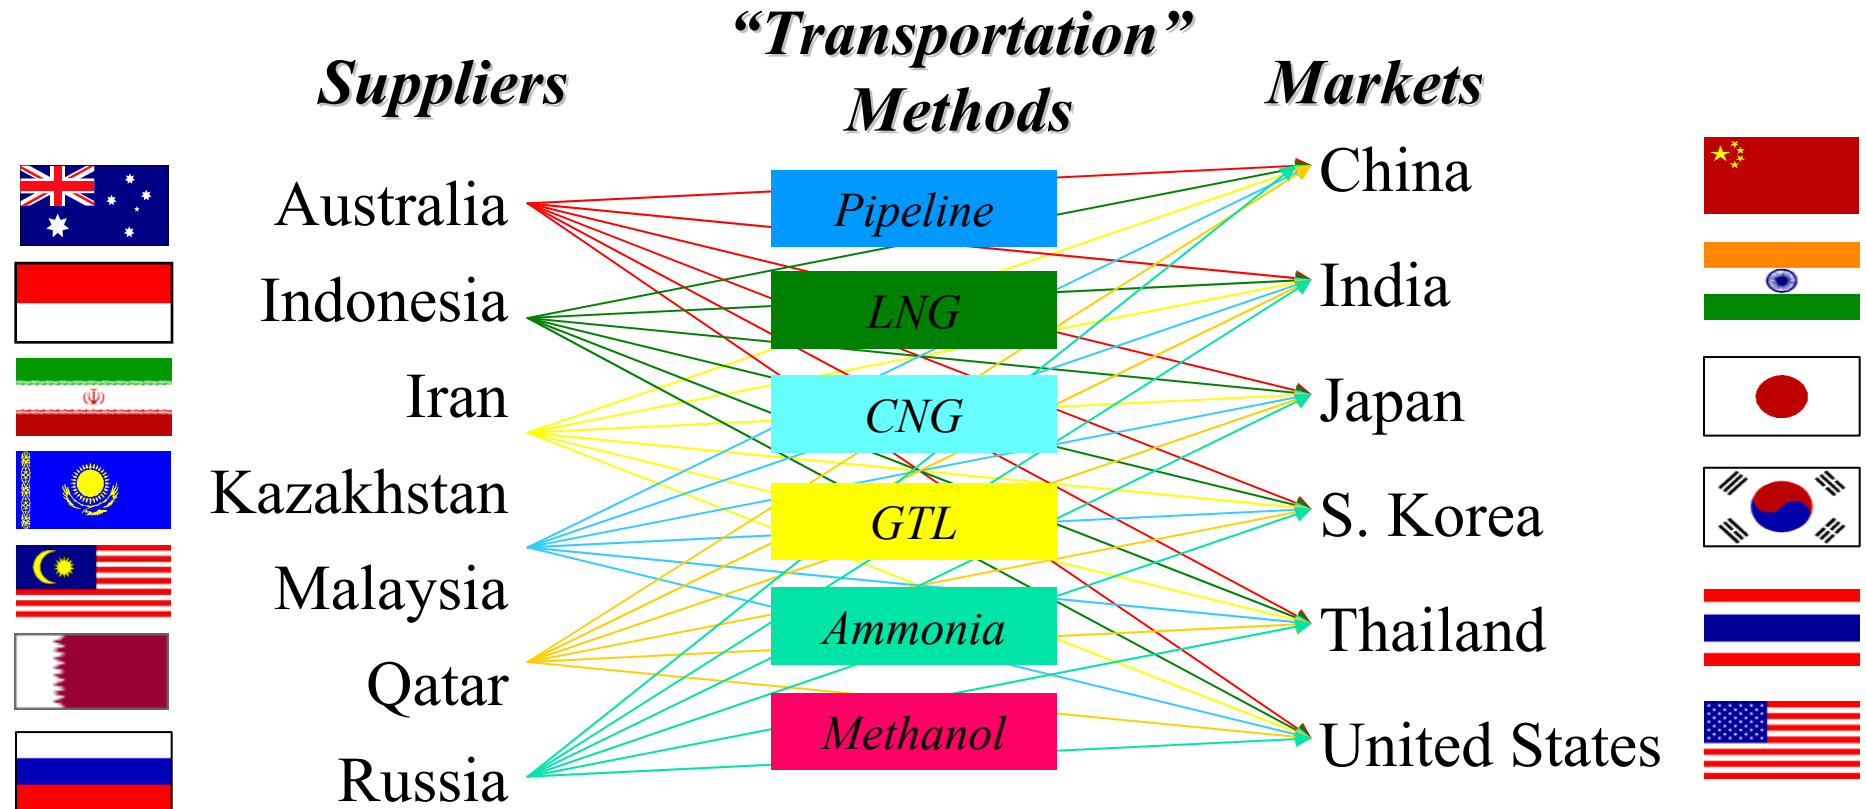 “Transportation”
Methods
Suppliers
Markets
Australia
Indonesia
Iran
Kazakhstan
Malaysia
Qatar
Russia
Pipeline
LNG
CNG
GTL
Ammonia
Methanol
China
India
Japan
S. Korea
Thailand
United States